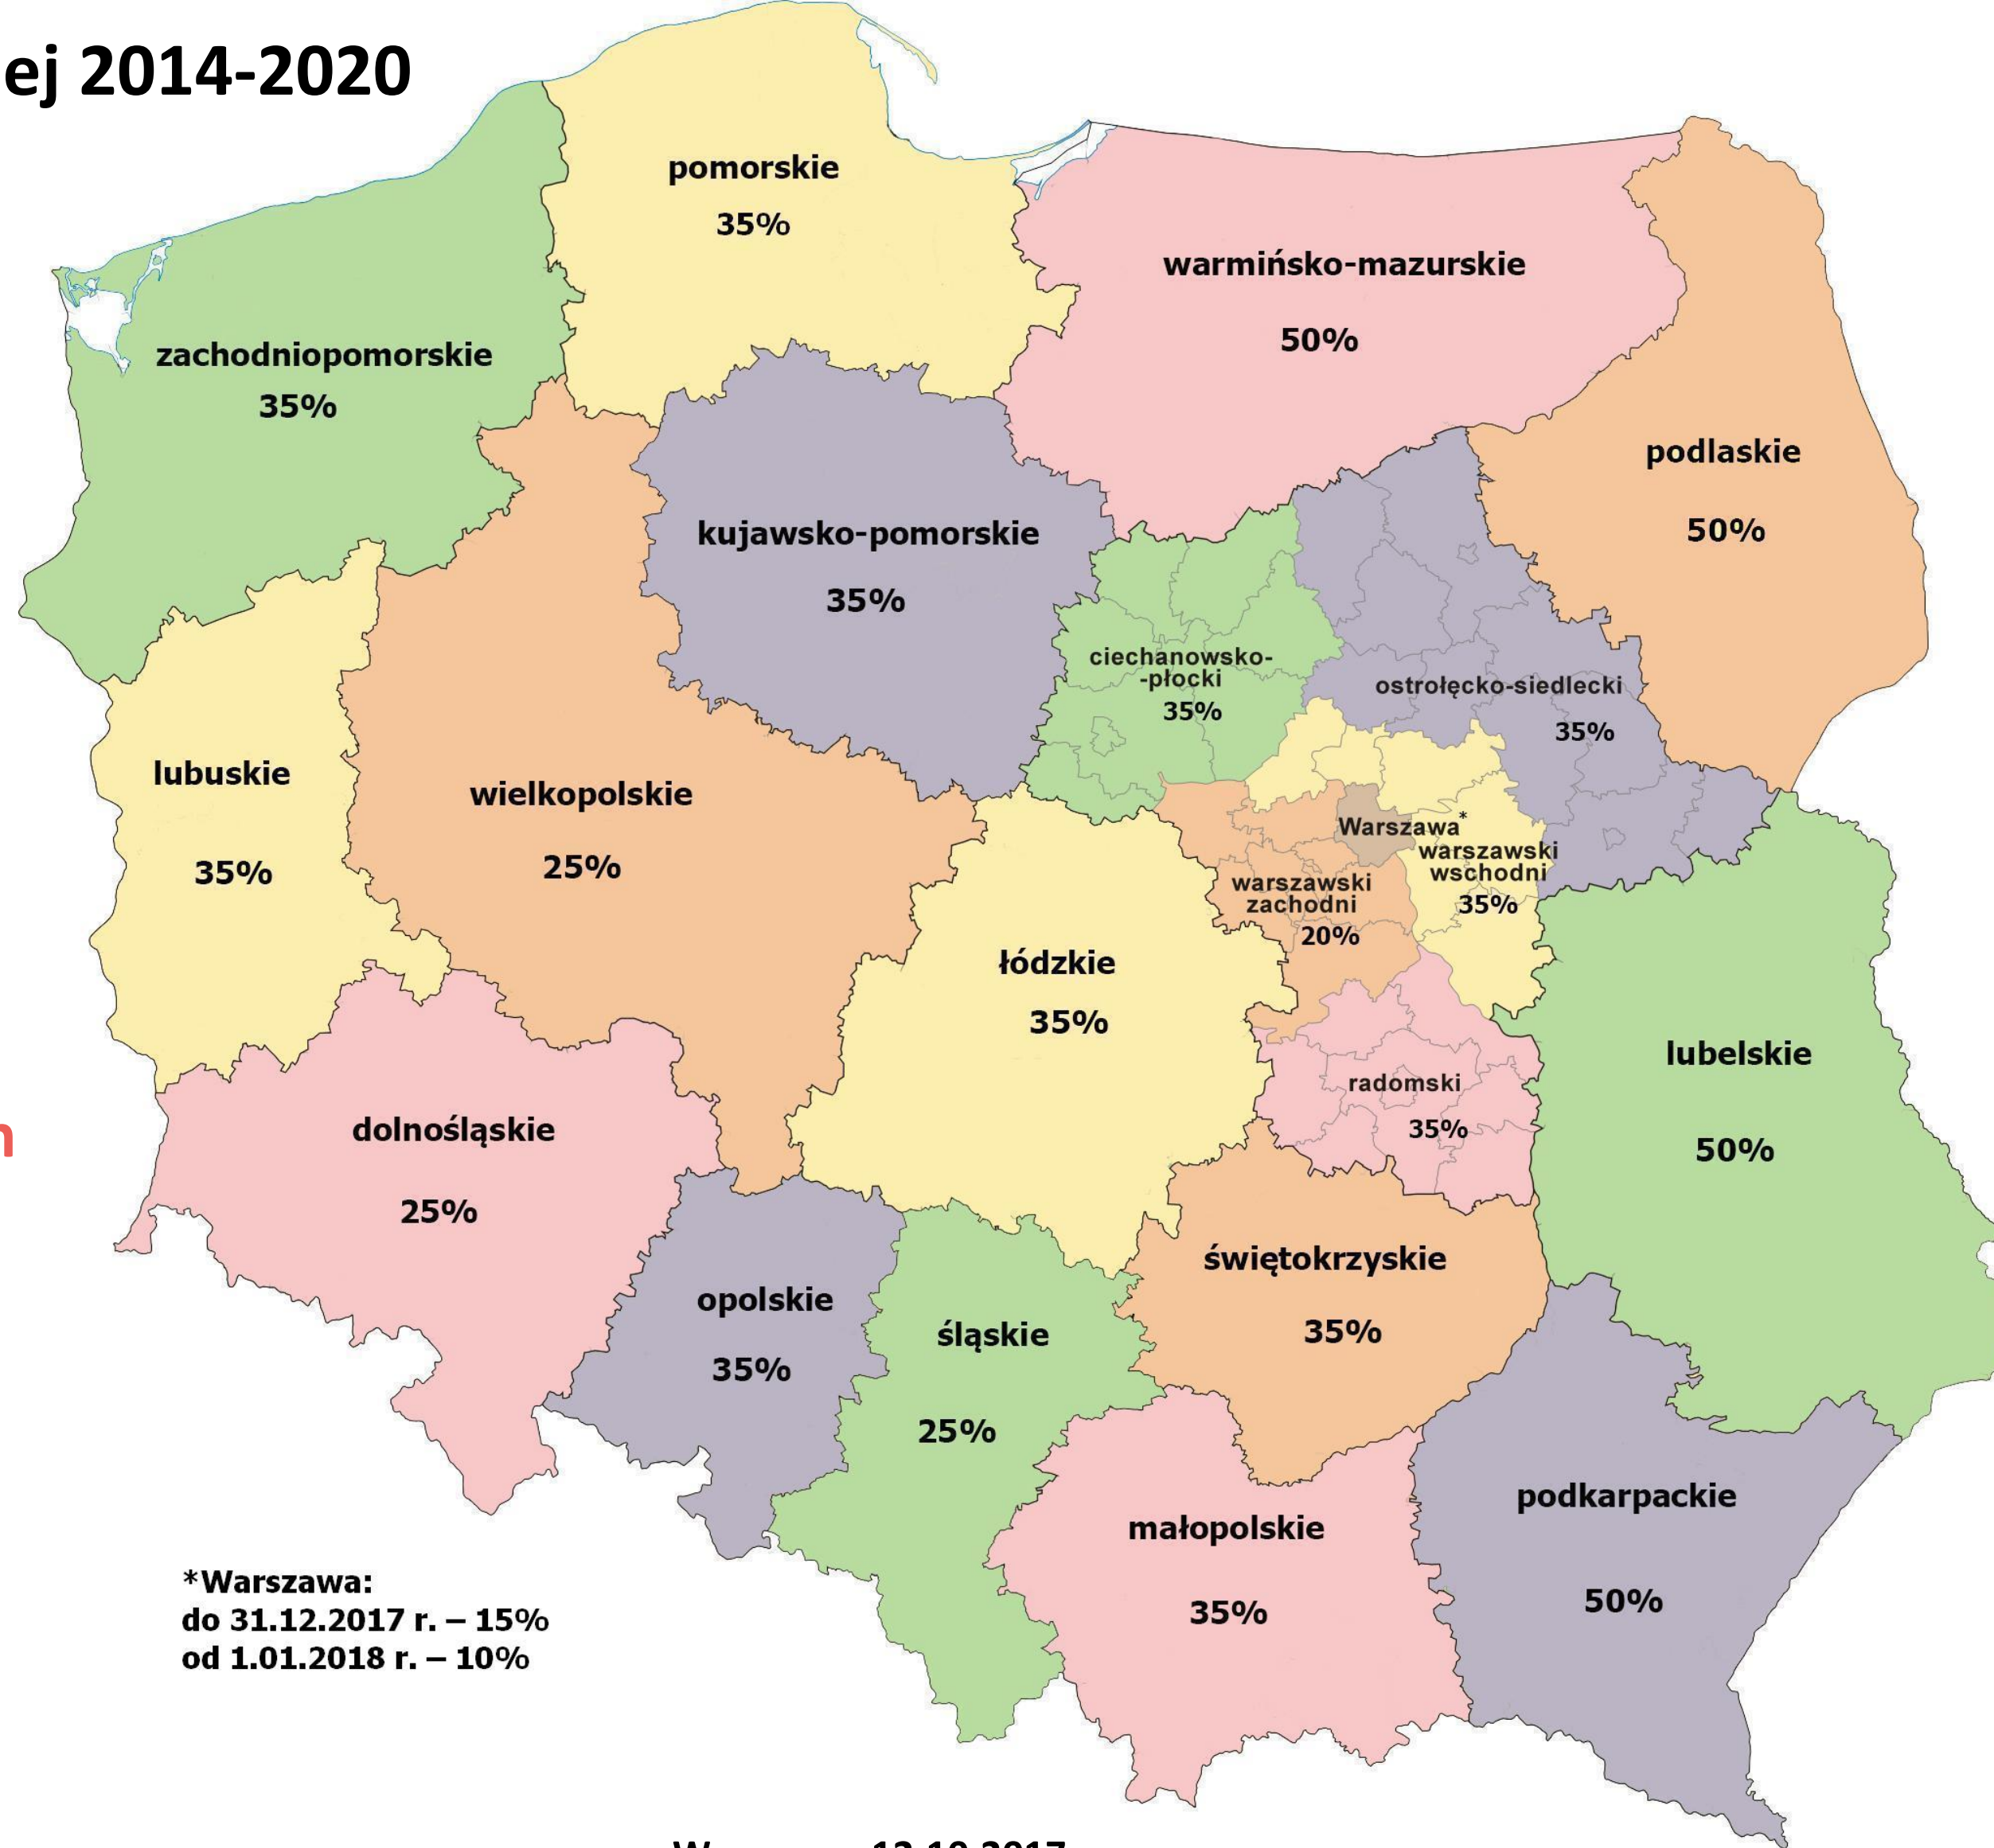 ej 2014-2020
pomorskie
35%
warmińsko-mazurskie
50%
zachodniopomorskie
35%
podlaskie
50%
kujawsko-pomorskie
35%
ciechanowsko-
-płocki
35%
ostrołęcko-siedlecki
35%
lubuskie
35%
wielkopolskie
25%
Warszawa*
warszawski
wschodni
35%
warszawski
zachodni
20%
łódzkie
35%
lubelskie
50%
radomski
35%
dolnośląskie
25%
świętokrzyskie
35%
opolskie
35%
śląskie
25%
podkarpackie
50%
małopolskie
35%
*Warszawa:
do 31.12.2017 r. – 15%
od 1.01.2018 r. – 10%